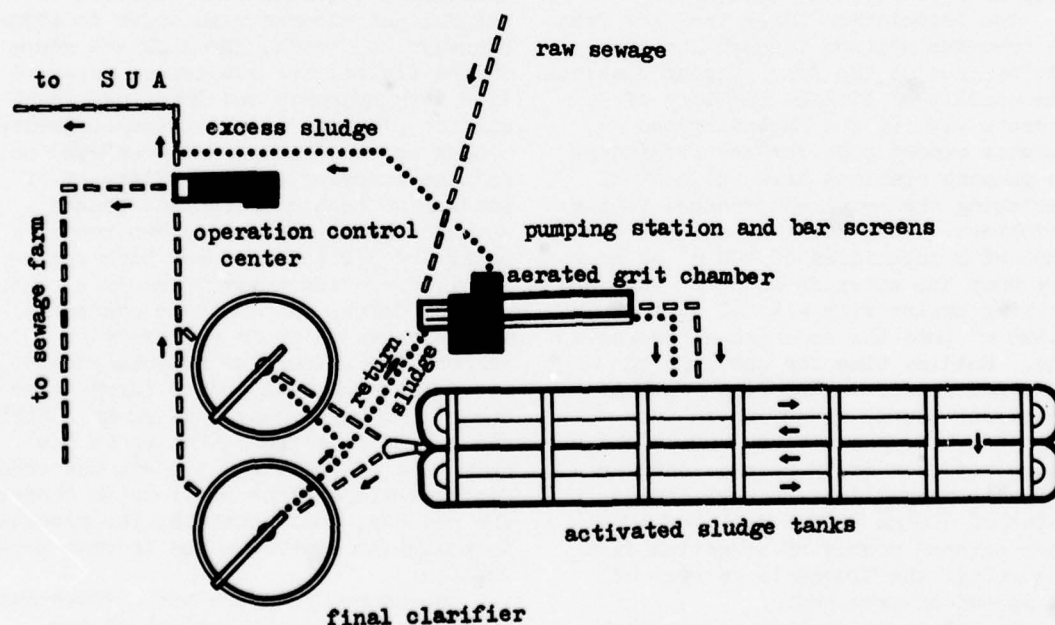 raw sewage
to S U A
excess sludge
operation control
center
pumping station and bar screens
aerated grit chamber
to sewage farm
return
sludge
activated sludge tanks
final clarifier